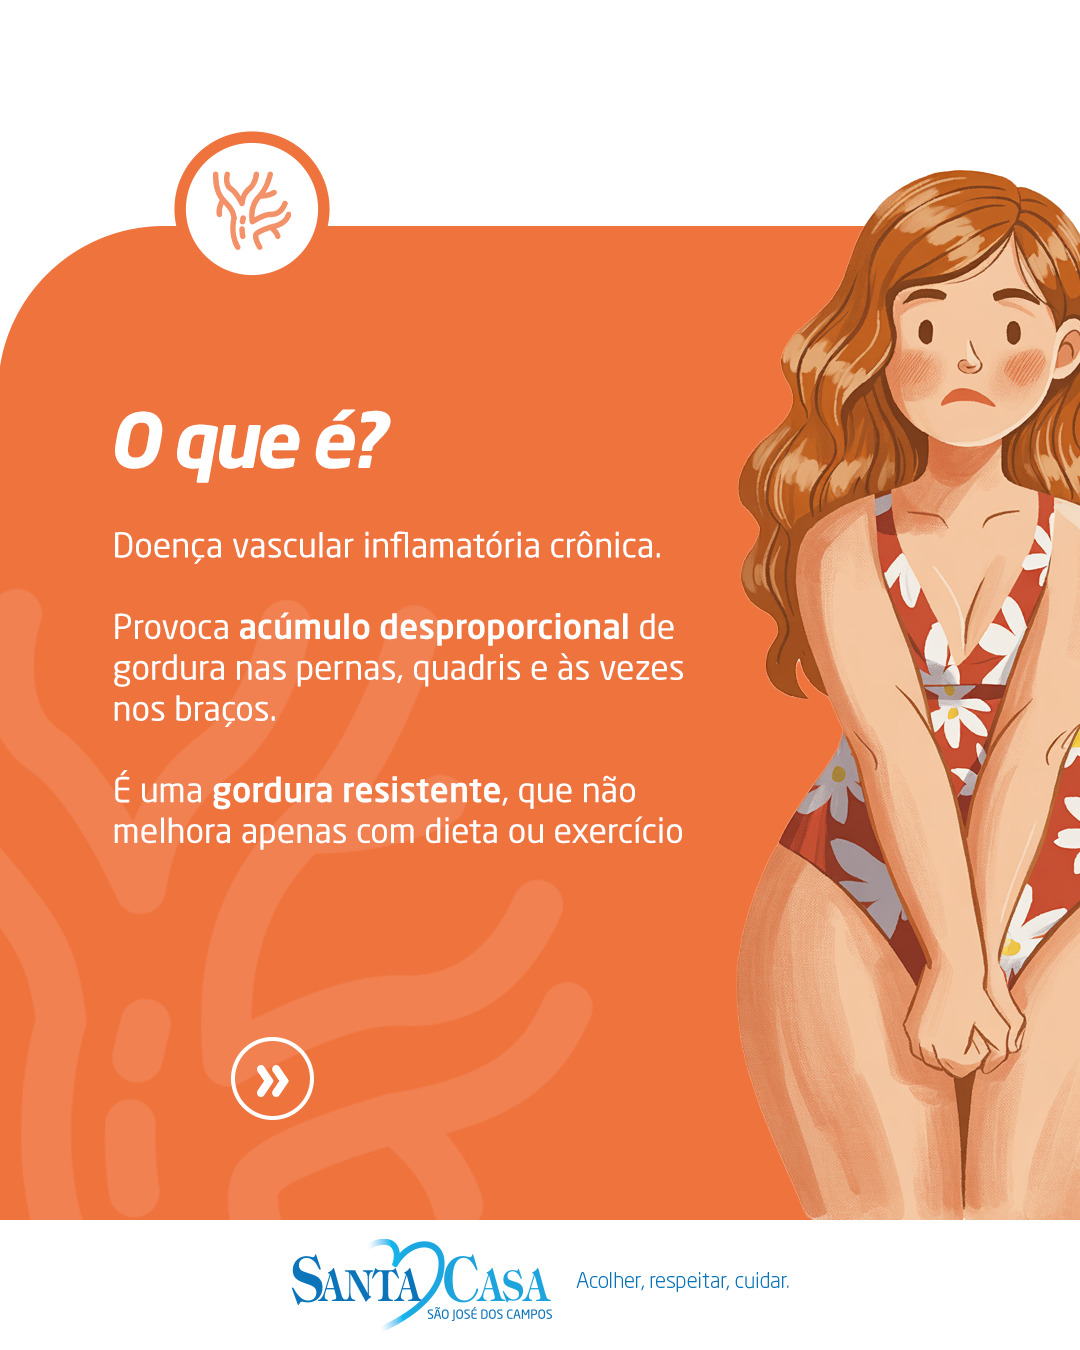 O que é?
Doença vascular inflamatória crônica.
Provoca acúmulo desproporcional de
gordura nas pernas, quadris e às vezes
nos braços.
É uma gordura resistente, que não
melhora apenas com dieta ou exercício
SANTA CASA
SÃO JOSÉ DOS CAMPOS
Acolher, respeitar, cuidar.